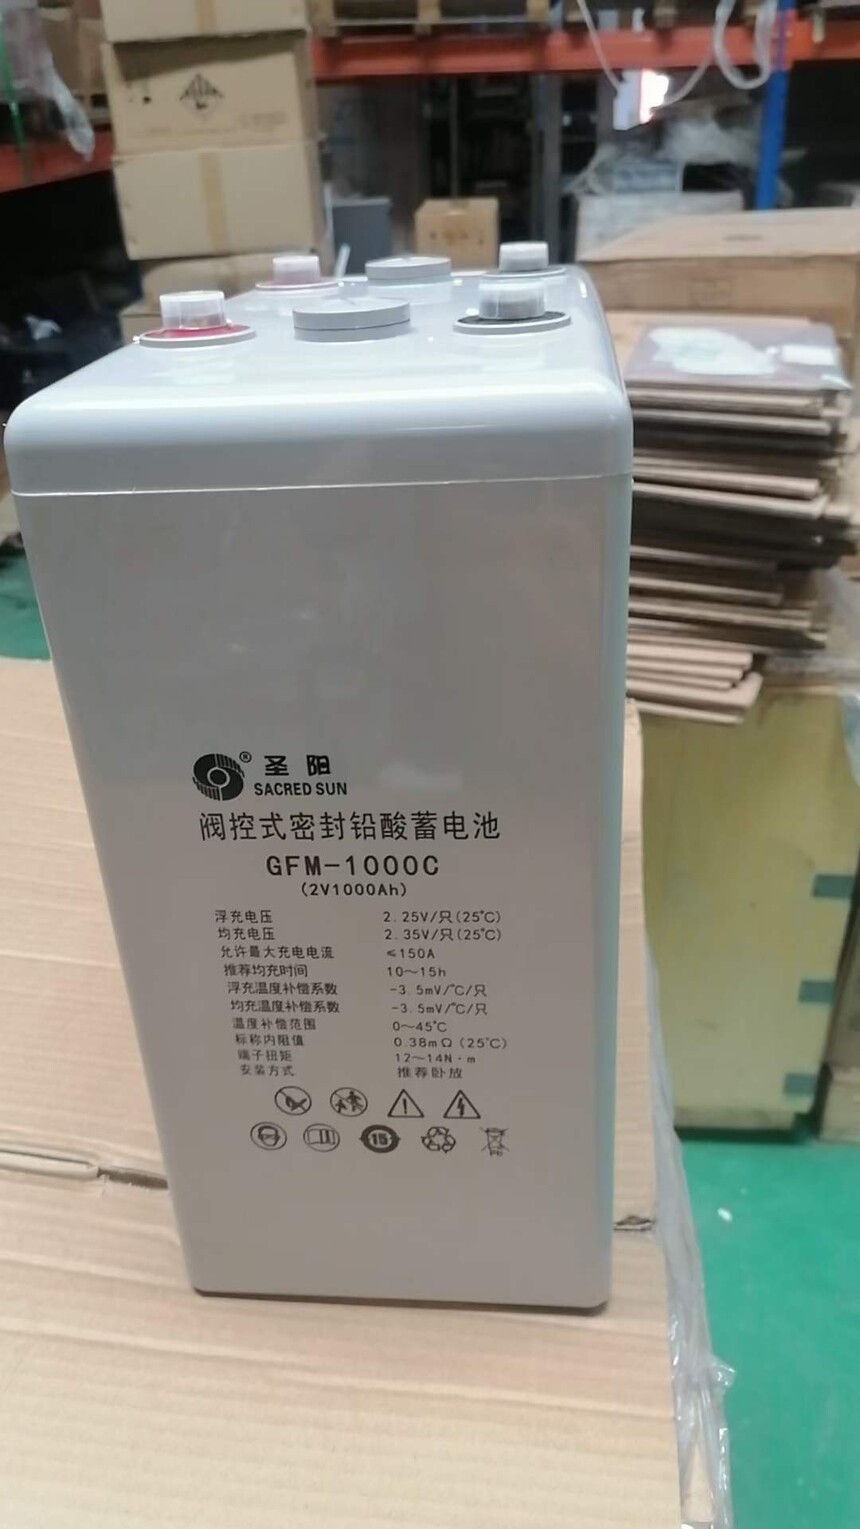 ® 圣阳
SACRED SUN
阀控式密封铅酸蓄电池
GFM-1000C
(2V1000Ah)
浮充电压 2.25V/只(25℃)
均充电压 2.35V/只(25℃)
允许最大充电电流 ≤150A
推荐均充时间 10~15h
浮充温度补偿系数 -3.5mV/℃/只
均充温度补偿系数 -3.5mV/℃/只
温度补偿范围 0~45℃
标称内阻值 0.38mΩ(25℃)
端子扭矩 12~14N·m
安装方式 推荐卧放
15
Pb